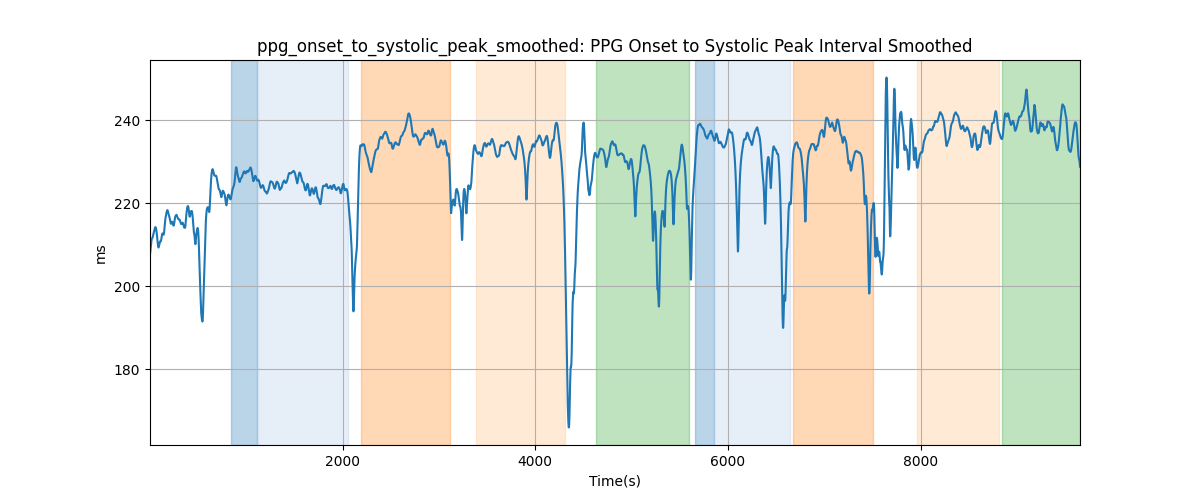 ppg_onset_to_systolic_peak_smoothed: PPG Onset to Systolic Peak Interval Smoothed
240
220
200
180
ms
2000 4000 6000 8000
Time(s)